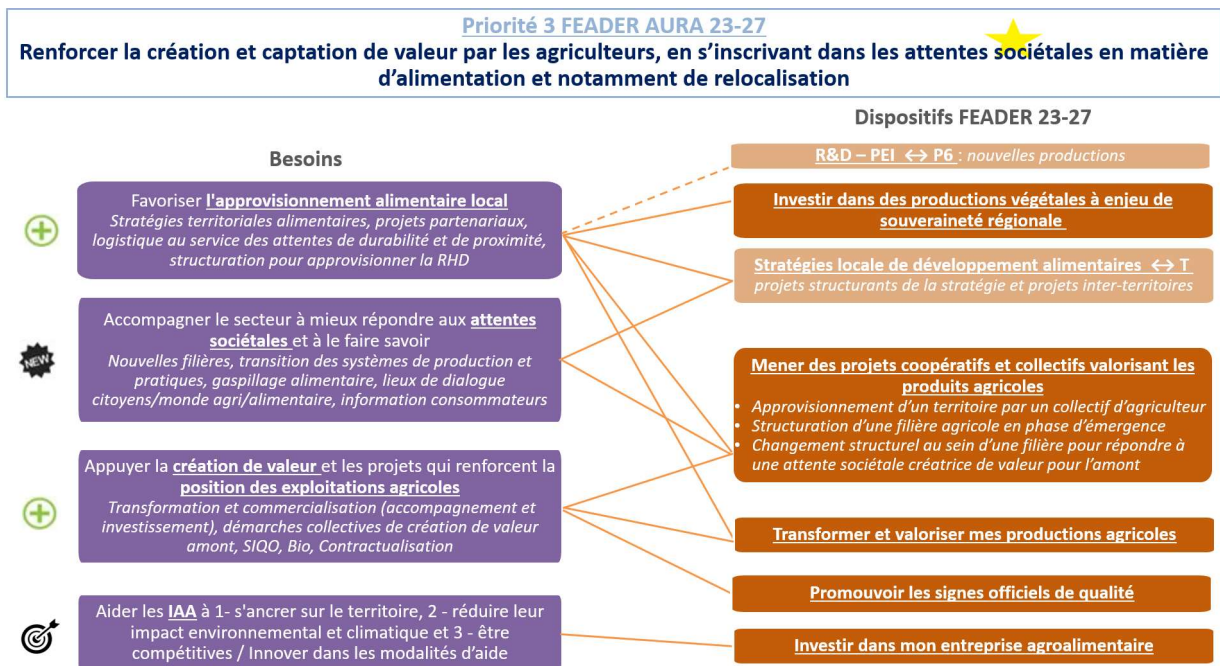 Priorité 3 FEADER AURA 23-27
Renforcer la création et captation de valeur par les agriculteurs, en s'inscrivant dans les attentes sociétales en matière
d'alimentation et notamment de relocalisation
Besoins
Favoriser l'approvisionnement alimentaire local
Stratégies territoriales alimentaires, projets partenariaux,
logistique au service des attentes de durabilité et de proximité,
structuration pour approvisionner la RHD
NEW
Accompagner le secteur à mieux répondre aux attentes
sociétales et à le faire savoir
Nouvelles filières, transition des systèmes de production et
pratiques, gaspillage alimentaire, lieux de dialogue
citoyens/monde agri/alimentaire, information consommateurs
Appuyer la création de valeur et les projets qui renforcent la
position des exploitations agricoles
Transformation et commercialisation (accompagnement et
investissement), démarches collectives de création de valeur
amont, SIQO, Bio, Contractualisation
Aider les IAA à 1- s'ancrer sur le territoire, 2 - réduire leur
impact environnemental et climatique et 3 - être
compétitives / Innover dans les modalités d'aide
Dispositifs FEADER 23-27
R&D – PEI ↔ P6 : nouvelles productions
Investir dans des productions végétales à enjeu de
souveraineté régionale
Stratégies locale de développement alimentaires ↔ T
projets structurants de la stratégie et projets inter-territoires
Mener des projets coopératifs et collectifs valorisant les
produits agricoles
• Approvisionnement d'un territoire par un collectif d'agriculteur
• Structuration d'une filière agricole en phase d'émergence
• Changement structurel au sein d'une filière pour répondre à
une attente sociétale créatrice de valeur pour l'amont
Transformer et valoriser mes productions agricoles
Promouvoir les signes officiels de qualité
Investir dans mon entreprise agroalimentaire